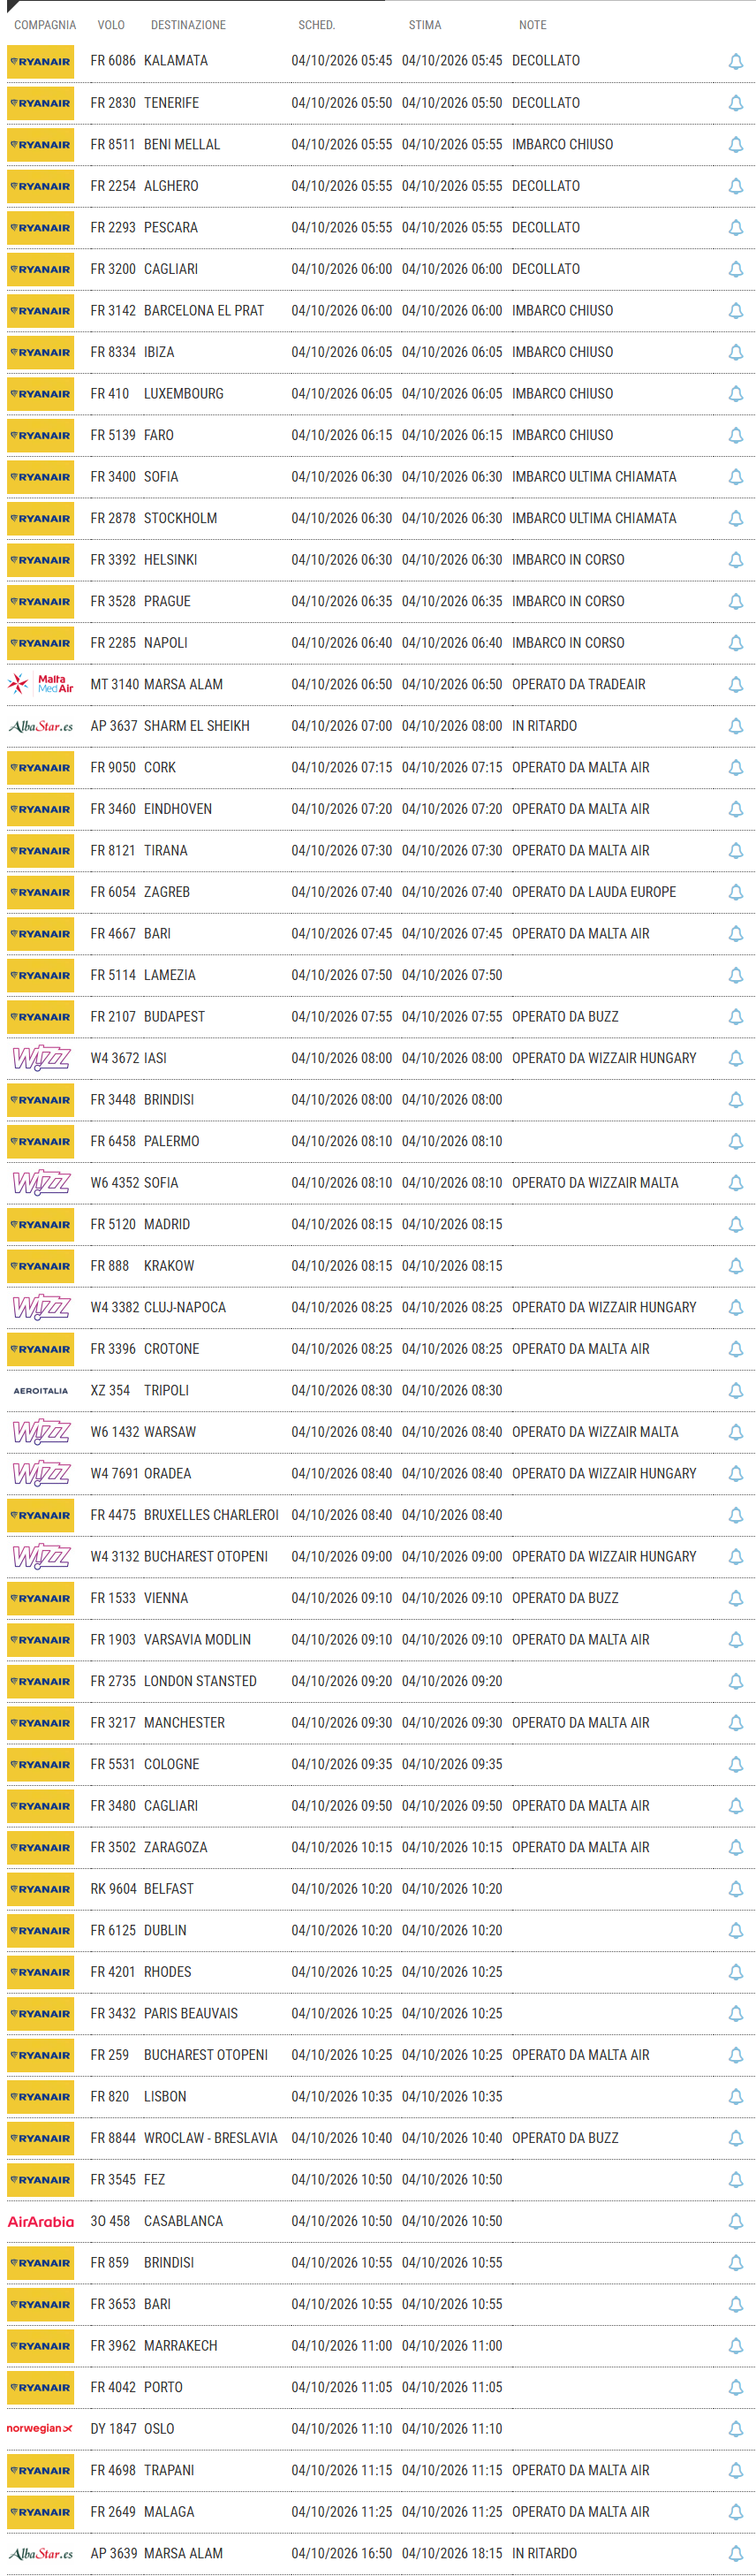 COMPAGNIA VOLO DESTINAZIONE SCHED. STIMA NOTE
RYANAIR FR 6086 KALAMATA 04/10/2026 05:45 04/10/2026 05:45 DECOLLATO
RYANAIR FR 2830 TENERIFE 04/10/2026 05:50 04/10/2026 05:50 DECOLLATO
RYANAIR FR 8511 BENI MELLAL 04/10/2026 05:55 04/10/2026 05:55 IMBARCO CHIUSO
RYANAIR FR 2254 ALGHERO 04/10/2026 05:55 04/10/2026 05:55 DECOLLATO
RYANAIR FR 2293 PESCARA 04/10/2026 05:55 04/10/2026 05:55 DECOLLATO
RYANAIR FR 3200 CAGLIARI 04/10/2026 06:00 04/10/2026 06:00 DECOLLATO
RYANAIR FR 3142 BARCELONA EL PRAT 04/10/2026 06:00 04/10/2026 06:00 IMBARCO CHIUSO
RYANAIR FR 8334 IBIZA 04/10/2026 06:05 04/10/2026 06:05 IMBARCO CHIUSO
RYANAIR FR 410 LUXEMBOURG 04/10/2026 06:05 04/10/2026 06:05 IMBARCO CHIUSO
RYANAIR FR 5139 FARO 04/10/2026 06:15 04/10/2026 06:15 IMBARCO CHIUSO
RYANAIR FR 3400 SOFIA 04/10/2026 06:30 04/10/2026 06:30 IMBARCO ULTIMA CHIAMATA
RYANAIR FR 2878 STOCKHOLM 04/10/2026 06:30 04/10/2026 06:30 IMBARCO ULTIMA CHIAMATA
RYANAIR FR 3392 HELSINKI 04/10/2026 06:30 04/10/2026 06:30 IMBARCO IN CORSO
RYANAIR FR 3528 PRAGUE 04/10/2026 06:35 04/10/2026 06:35 IMBARCO IN CORSO
RYANAIR FR 2285 NAPOLI 04/10/2026 06:40 04/10/2026 06:40 IMBARCO IN CORSO
Malta MedAir MT 3140 MARSA ALAM 04/10/2026 06:50 04/10/2026 06:50 OPERATO DA TRADEAIR
AlbaStar.es AP 3637 SHARM EL SHEIKH 04/10/2026 07:00 04/10/2026 08:00 IN RITARDO
RYANAIR FR 9050 CORK 04/10/2026 07:15 04/10/2026 07:15 OPERATO DA MALTA AIR
RYANAIR FR 3460 EINDHOVEN 04/10/2026 07:20 04/10/2026 07:20 OPERATO DA MALTA AIR
RYANAIR FR 8121 TIRANA 04/10/2026 07:30 04/10/2026 07:30 OPERATO DA MALTA AIR
RYANAIR FR 6054 ZAGREB 04/10/2026 07:40 04/10/2026 07:40 OPERATO DA LAUDA EUROPE
RYANAIR FR 4667 BARI 04/10/2026 07:45 04/10/2026 07:45 OPERATO DA MALTA AIR
RYANAIR FR 5114 LAMEZIA 04/10/2026 07:50 04/10/2026 07:50
RYANAIR FR 2107 BUDAPEST 04/10/2026 07:55 04/10/2026 07:55 OPERATO DA BUZZ
WIZZ W4 3672 IASI 04/10/2026 08:00 04/10/2026 08:00 OPERATO DA WIZZAIR HUNGARY
RYANAIR FR 3448 BRINDISI 04/10/2026 08:00 04/10/2026 08:00
RYANAIR FR 6458 PALERMO 04/10/2026 08:10 04/10/2026 08:10
WIZZ W6 4352 SOFIA 04/10/2026 08:10 04/10/2026 08:10 OPERATO DA WIZZAIR MALTA
RYANAIR FR 5120 MADRID 04/10/2026 08:15 04/10/2026 08:15
RYANAIR FR 888 KRAKOW 04/10/2026 08:15 04/10/2026 08:15
WIZZ W4 3382 CLUJ-NAPOCA 04/10/2026 08:25 04/10/2026 08:25 OPERATO DA WIZZAIR HUNGARY
RYANAIR FR 3396 CROTONE 04/10/2026 08:25 04/10/2026 08:25 OPERATO DA MALTA AIR
AEROITALIA XZ 354 TRIPOLI 04/10/2026 08:30 04/10/2026 08:30
WIZZ W6 1432 WARSAW 04/10/2026 08:40 04/10/2026 08:40 OPERATO DA WIZZAIR MALTA
WIZZ W4 7691 ORADEA 04/10/2026 08:40 04/10/2026 08:40 OPERATO DA WIZZAIR HUNGARY
RYANAIR FR 4475 BRUXELLES CHARLEROI 04/10/2026 08:40 04/10/2026 08:40
WIZZ W4 3132 BUCHAREST OTOPENI 04/10/2026 09:00 04/10/2026 09:00 OPERATO DA WIZZAIR HUNGARY
RYANAIR FR 1533 VIENNA 04/10/2026 09:10 04/10/2026 09:10 OPERATO DA BUZZ
RYANAIR FR 1903 VARSAVIA MODLIN 04/10/2026 09:10 04/10/2026 09:10 OPERATO DA MALTA AIR
RYANAIR FR 2735 LONDON STANSTED 04/10/2026 09:20 04/10/2026 09:20
RYANAIR FR 3217 MANCHESTER 04/10/2026 09:30 04/10/2026 09:30 OPERATO DA MALTA AIR
RYANAIR FR 5531 COLOGNE 04/10/2026 09:35 04/10/2026 09:35
RYANAIR FR 3480 CAGLIARI 04/10/2026 09:50 04/10/2026 09:50 OPERATO DA MALTA AIR
RYANAIR FR 3502 ZARAGOZA 04/10/2026 10:15 04/10/2026 10:15 OPERATO DA MALTA AIR
RYANAIR RK 9604 BELFAST 04/10/2026 10:20 04/10/2026 10:20
RYANAIR FR 6125 DUBLIN 04/10/2026 10:20 04/10/2026 10:20
RYANAIR FR 4201 RHODES 04/10/2026 10:25 04/10/2026 10:25
RYANAIR FR 3432 PARIS BEAUVAIS 04/10/2026 10:25 04/10/2026 10:25
RYANAIR FR 259 BUCHAREST OTOPENI 04/10/2026 10:25 04/10/2026 10:25 OPERATO DA MALTA AIR
RYANAIR FR 820 LISBON 04/10/2026 10:35 04/10/2026 10:35
RYANAIR FR 8844 WROCLAW - BRESLAVIA 04/10/2026 10:40 04/10/2026 10:40 OPERATO DA BUZZ
RYANAIR FR 3545 FEZ 04/10/2026 10:50 04/10/2026 10:50
AirArabia 3O 458 CASABLANCA 04/10/2026 10:50 04/10/2026 10:50
RYANAIR FR 859 BRINDISI 04/10/2026 10:55 04/10/2026 10:55
RYANAIR FR 3653 BARI 04/10/2026 10:55 04/10/2026 10:55
RYANAIR FR 3962 MARRAKECH 04/10/2026 11:00 04/10/2026 11:00
RYANAIR FR 4042 PORTO 04/10/2026 11:05 04/10/2026 11:05
norwegian DY 1847 OSLO 04/10/2026 11:10 04/10/2026 11:10
RYANAIR FR 4698 TRAPANI 04/10/2026 11:15 04/10/2026 11:15 OPERATO DA MALTA AIR
RYANAIR FR 2649 MALAGA 04/10/2026 11:25 04/10/2026 11:25 OPERATO DA MALTA AIR
AlbaStar.es AP 3639 MARSA ALAM 04/10/2026 16:50 04/10/2026 18:15 IN RITARDO